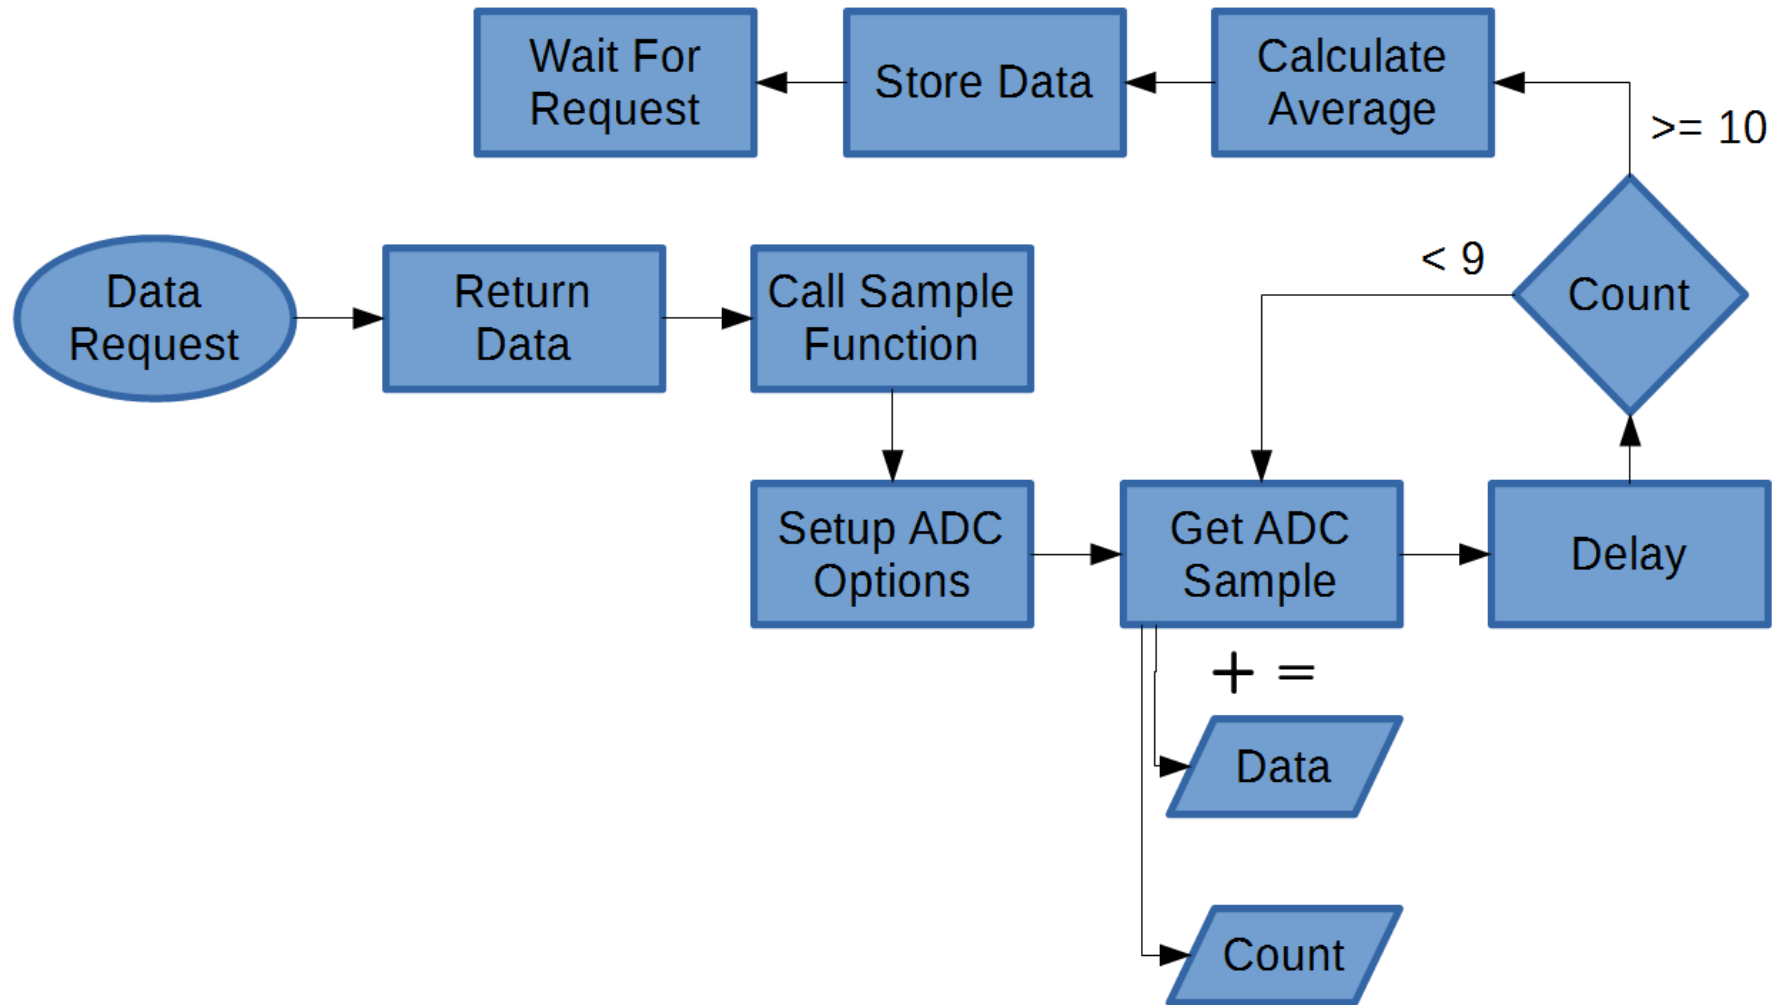 Wait For
Request
Store Data
Calculate
Average
>= 10
Data
Request
Return
Data
Call Sample
Function
< 9
Count
Setup ADC
Options
Get ADC
Sample
Delay
+ =
Data
Count